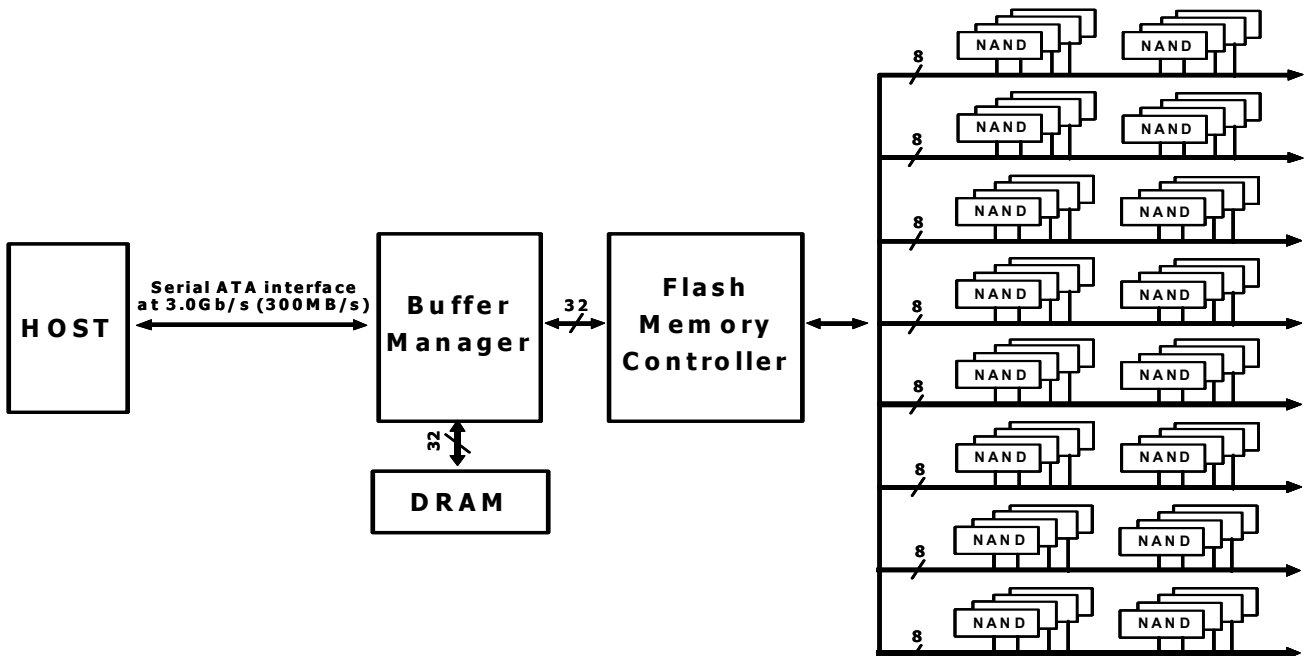 HOST
Serial ATA interface
at 3.0Gb/s (300MB/s)
Buffer
Manager
32
DRAM
32
Flash
Memory
Controller
8
NAND NAND
8
NAND NAND
8
NAND NAND
8
NAND NAND
8
NAND NAND
8
NAND NAND
8
NAND NAND
8
NAND NAND